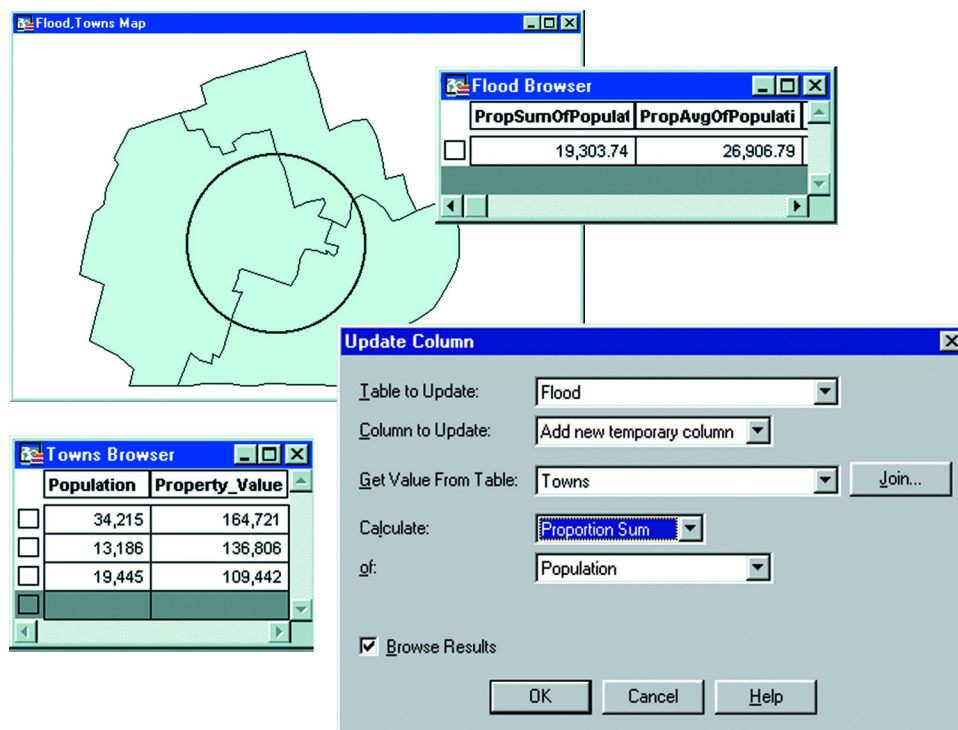 Flood,Towns Map
Flood Browser
PropSumOfPopulat PropAvgOfPopulati
19,303.74 26,906.79
Update Column
Table to Update: Flood
Column to Update: Add new temporary column
Get Value From Table: Towns Join...
Calculate: Proportion Sum
of: Population
Browse Results
OK Cancel Help
Towns Browser
Population Property_Value
34,215 164,721
13,186 136,806
19,445 109,442